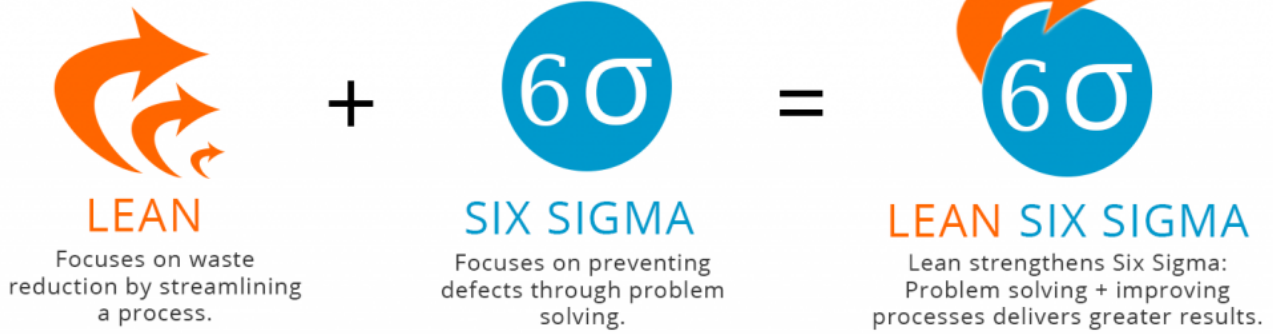 +
6σ
=
6σ
LEAN
Focuses on waste
reduction by streamlining
a process.
SIX SIGMA
Focuses on preventing
defects through problem
solving.
LEAN SIX SIGMA
Lean strengthens Six Sigma:
Problem solving + improving
processes delivers greater results.